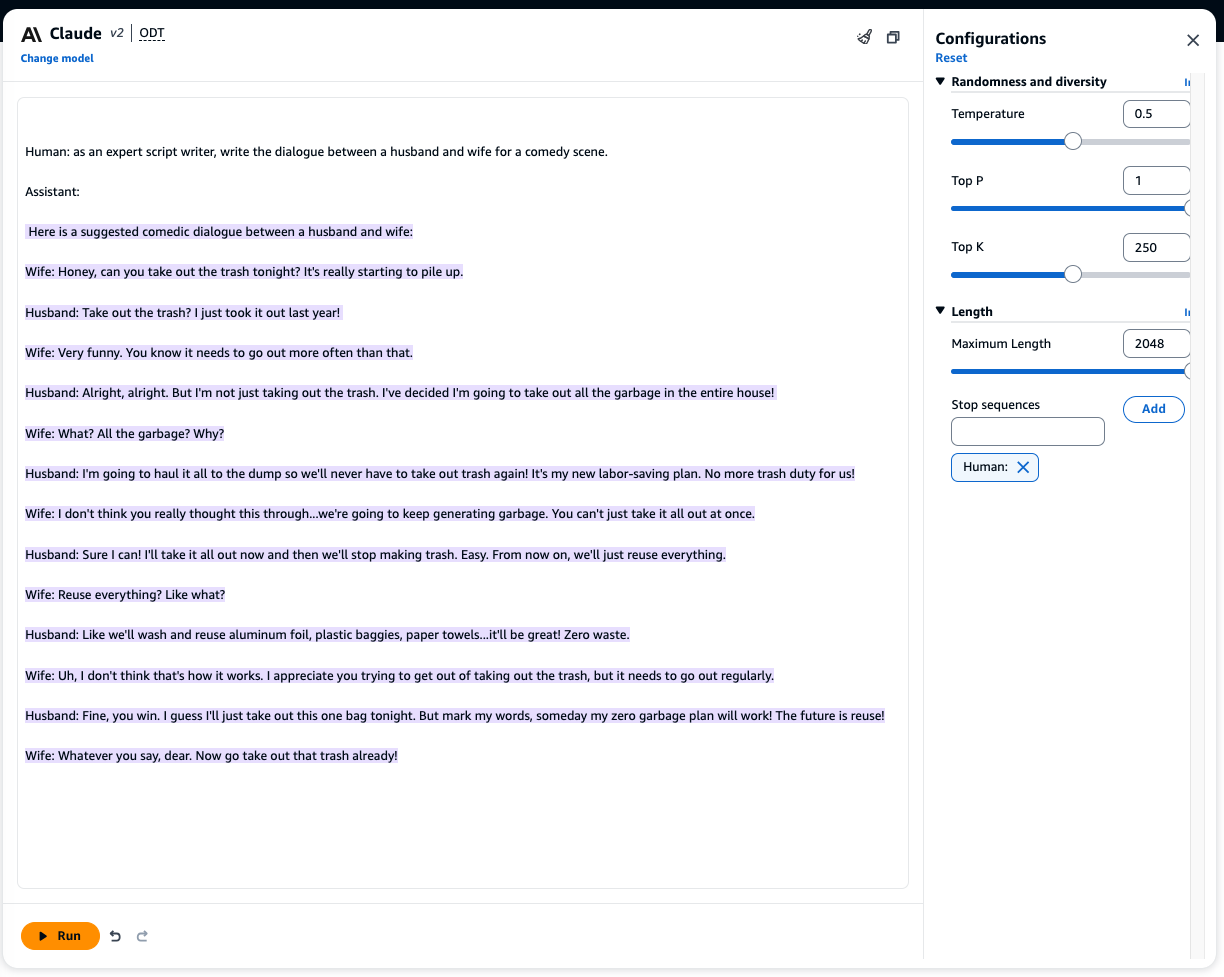 Claude v2 ODT
Change model
Human: as an expert script writer, write the dialogue between a husband and wife for a comedy scene.
Assistant:
Here is a suggested comedic dialogue between a husband and wife:
Wife: Honey, can you take out the trash tonight? It's really starting to pile up.
Husband: Take out the trash? I just took it out last year!
Wife: Very funny. You know it needs to go out more often than that.
Husband: Alright, alright. But I'm not just taking out the trash. I've decided I'm going to take out all the garbage in the entire house!
Wife: What? All the garbage? Why?
Husband: I'm going to haul it all to the dump so we'll never have to take out trash again! It's my new labor-saving plan. No more trash duty for us!
Wife: I don't think you really thought this through...we're going to keep generating garbage. You can't just take it all out at once.
Husband: Sure I can! I'll take it all out now and then we'll stop making trash. Easy. From now on, we'll just reuse everything.
Wife: Reuse everything? Like what?
Husband: Like we'll wash and reuse aluminum foil, plastic baggies, paper towels...it'll be great! Zero waste.
Wife: Uh, I don't think that's how it works. I appreciate you trying to get out of taking out the trash, but it needs to go out regularly.
Husband: Fine, you win. I guess I'll just take out this one bag tonight. But mark my words, someday my zero garbage plan will work! The future is reuse!
Wife: Whatever you say, dear. Now go take out that trash already!
Run
Configurations
Reset
Randomness and diversity
Temperature 0.5
Top P 1
Top K 250
Length
Maximum Length 2048
Stop sequences
Add
Human: